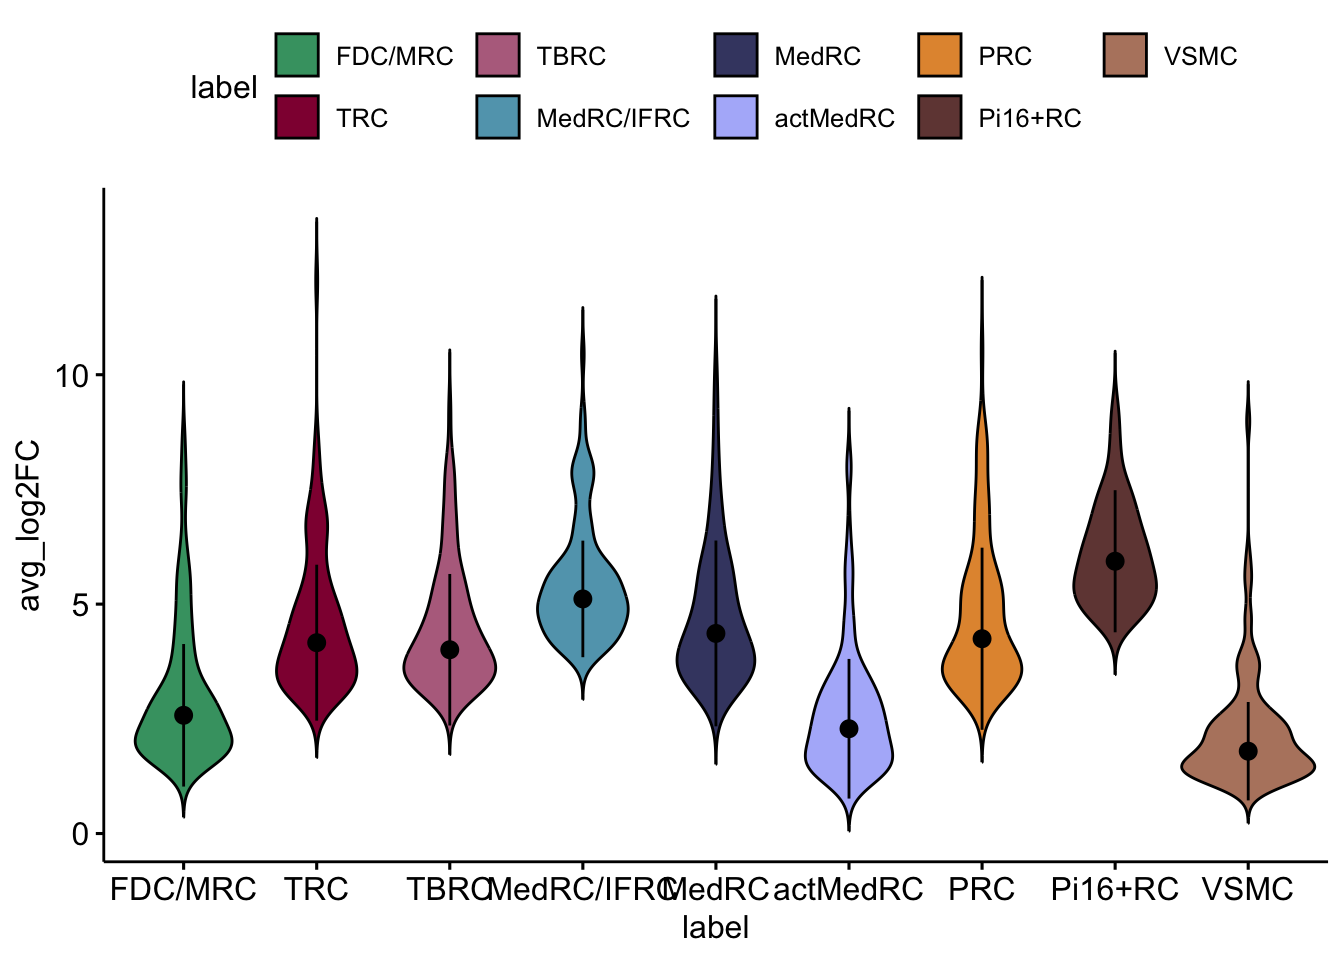 label
FDC/MRC TBRC MedRC PRC VSMC
TRC MedRC/IFRC actMedRC Pi16+RC
avg_log2FC
10
5
0
FDC/MRC TRC TBRC MedRC/IFRC MedRC actMedRC PRC Pi16+RC VSMC
label